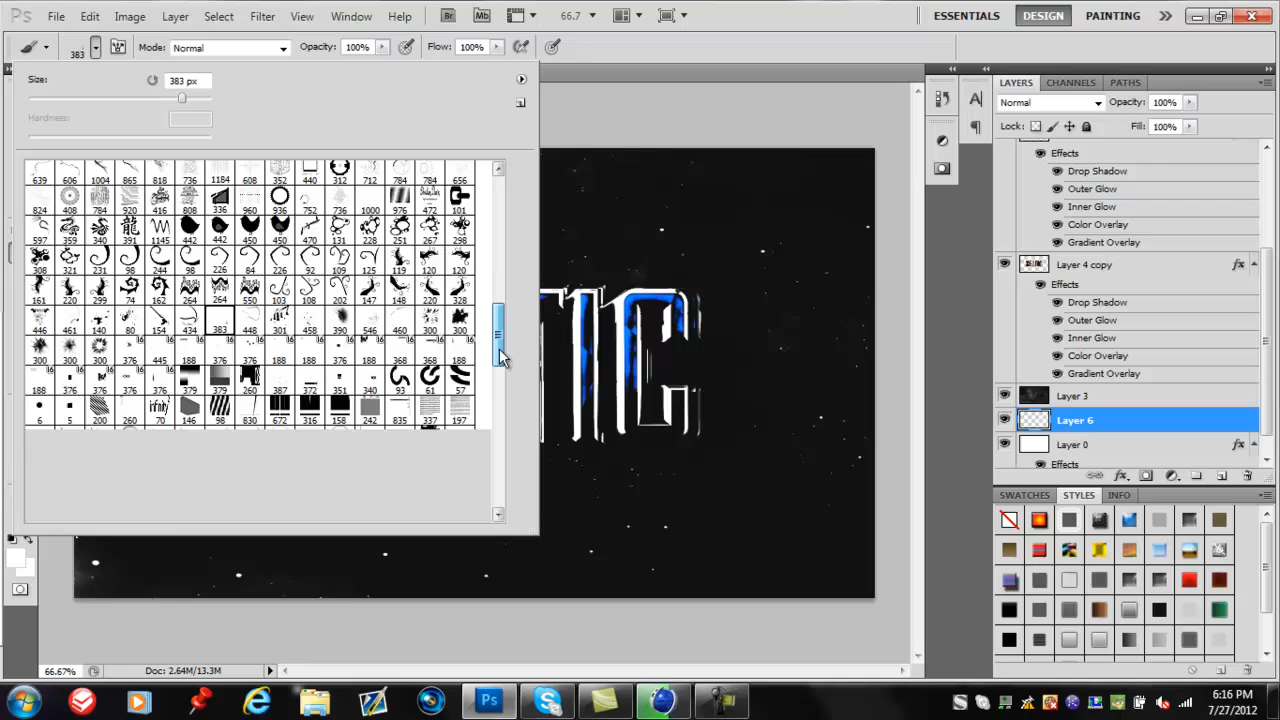 Ps File Edit Image Layer Select Filter View Window Help Br Mb 66.7 ESSENTIALS DESIGN PAINTING
383 Mode: Normal Opacity: 100% Flow: 100%
Size: 383 px
Hardness:
639 606 1004 865 818 736 1184 608 352 440 312 712 784 784 656
824 408 784 920 416 808 336 960 936 752 736 1000 976 472 101
597 359 340 391 1145 442 442 450 450 470 131 228 251 267 298
308 321 231 98 244 98 226 84 226 92 109 125 119 120 120
161 220 299 74 162 264 264 550 103 108 202 147 148 220 328
446 461 140 80 154 434 383 448 301 458 390 546 460 300 300
300 300 300 376 445 188 376 376 188 188 376 188 368 368 188
188 376 376 376 376 379 379 260 387 372 351 340 93 61 57
6 5 200 260 70 146 98 830 672 316 158 242 835 337 197
LAYERS CHANNELS PATHS
Normal Opacity: 100%
Lock: Fill: 100%
Effects
Drop Shadow
Outer Glow
Inner Glow
Color Overlay
Gradient Overlay
Layer 4 copy fx
Effects
Drop Shadow
Outer Glow
Inner Glow
Color Overlay
Gradient Overlay
Layer 3
Layer 6
Layer 0 fx
Effects
SWATCHES STYLES INFO
66.67% Doc: 2.64M/13.3M
6:16 PM
7/27/2012